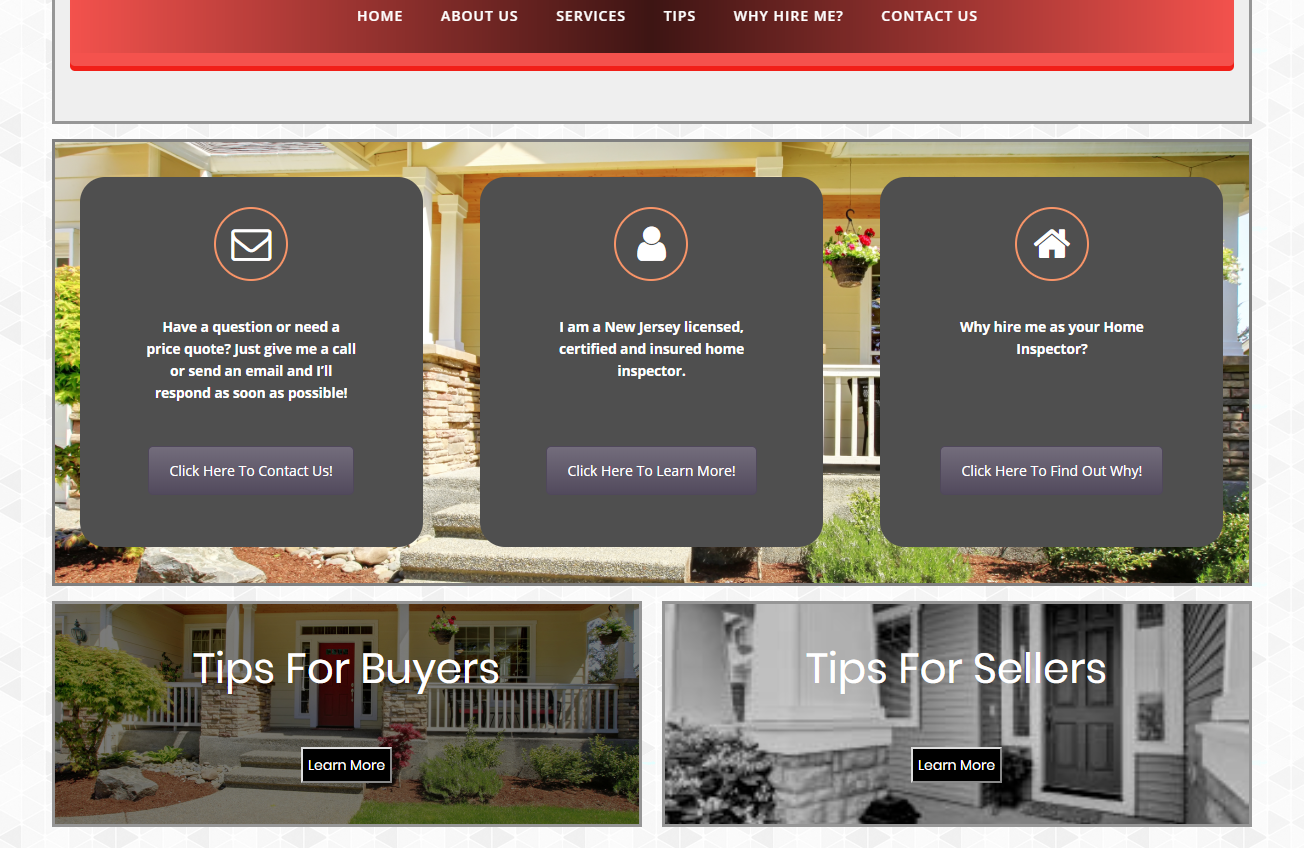 HOME ABOUT US SERVICES TIPS WHY HIRE ME? CONTACT US
Have a question or need a
price quote? Just give me a call
or send an email and I'll
respond as soon as possible!
Click Here To Contact Us!
I am a New Jersey licensed,
certified and insured home
inspector.
Click Here To Learn More!
Why hire me as your Home
Inspector?
Click Here To Find Out Why!
Tips For Buyers
Learn More
Tips For Sellers
Learn More